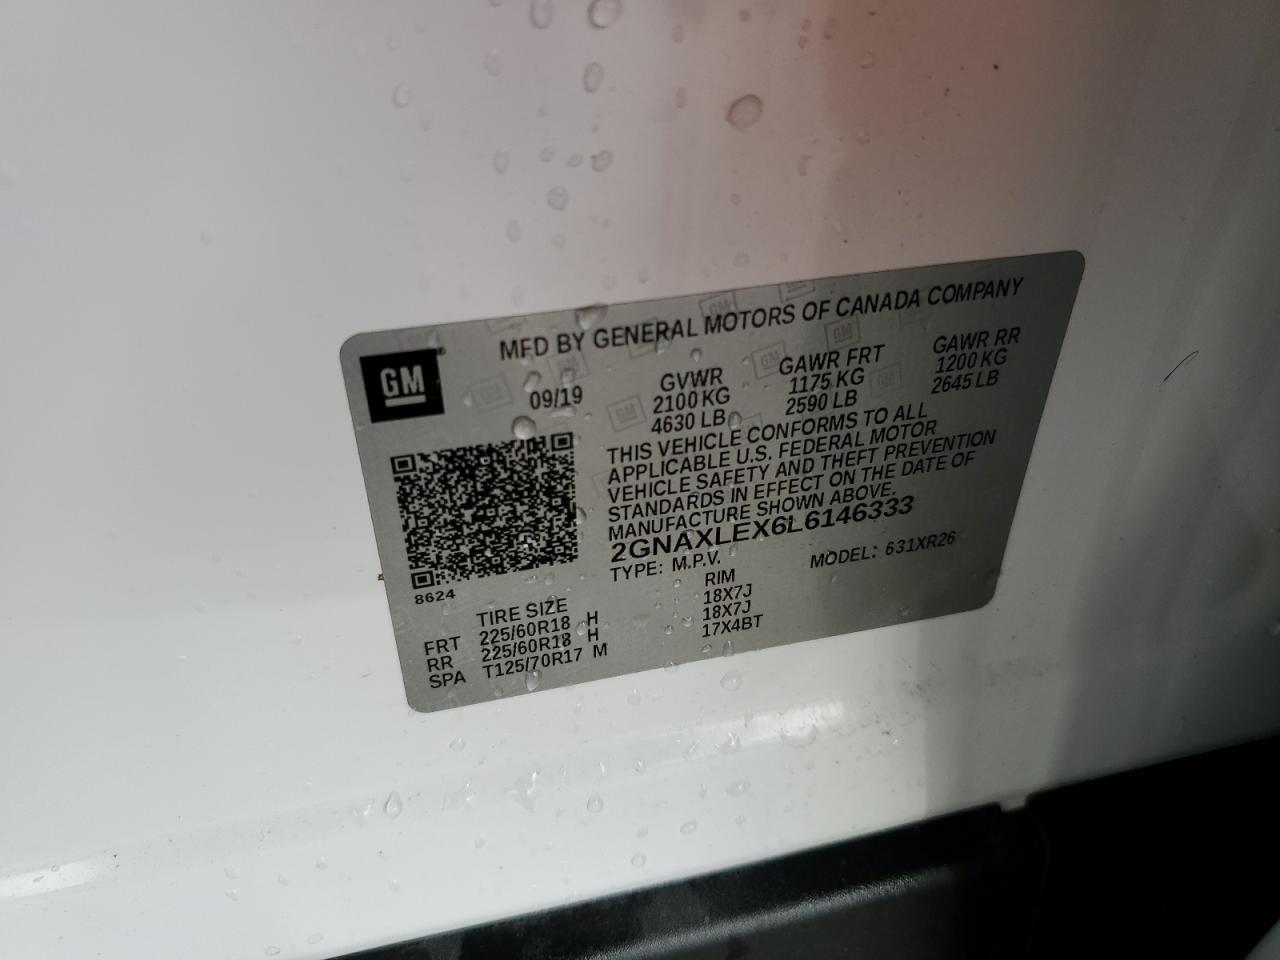 MFD BY GENERAL MOTORS OF CANADA COMPANY
GM
09/19
GVWR
2100 KG
4630 LB
GAWR FRT
1175 KG
2590 LB
GAWR RR
1200 KG
2645 LB
THIS VEHICLE CONFORMS TO ALL
APPLICABLE U.S. FEDERAL MOTOR
VEHICLE SAFETY AND THEFT PREVENTION
STANDARDS IN EFFECT ON THE DATE OF
MANUFACTURE SHOWN ABOVE.
2GNAXLEX6L6146333
TYPE: M.P.V.
MODEL: 631XR26
8624
TIRE SIZE RIM
FRT 225/60R18 H 18X7J
RR 225/60R18 H 18X7J
SPA T125/70R17 M 17X4BT